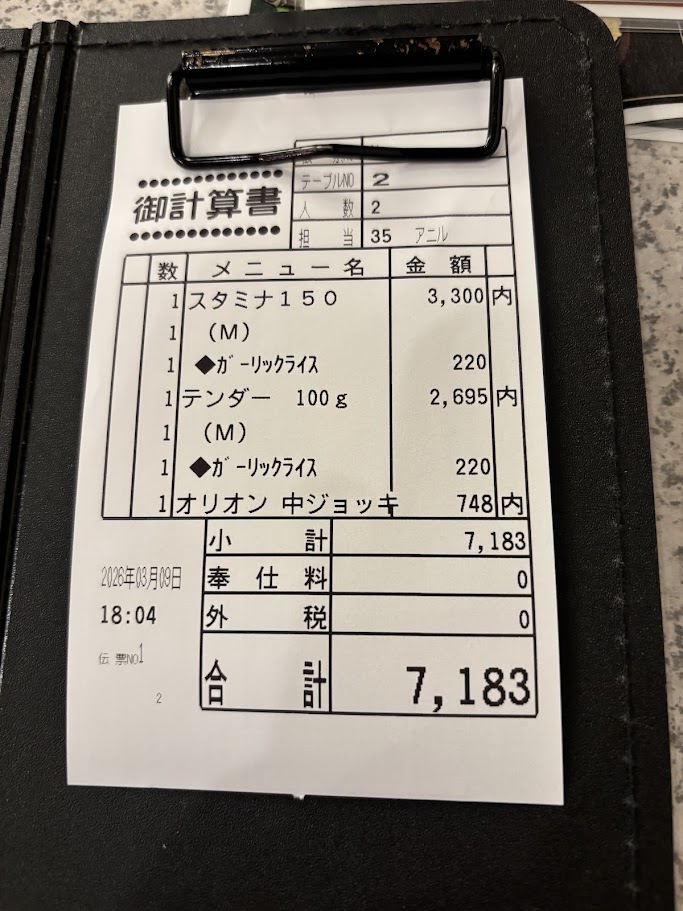 御計算書
テーブルNO 2
人 数 2
担 当 35 アニル
数 メニュー名 金 額
1 スタミナ150 3,300 内
1 (M)
1 ◆ガーリックライス 220
1 テンダー 100g 2,695 内
1 (M)
1 ◆ガーリックライス 220
1 オリオン 中ジョッキ 748 内
小 計 7,183
2026年03月09日 奉 仕 料 0
18:04 外 税 0
伝 票NO1
合 計 7,183
2